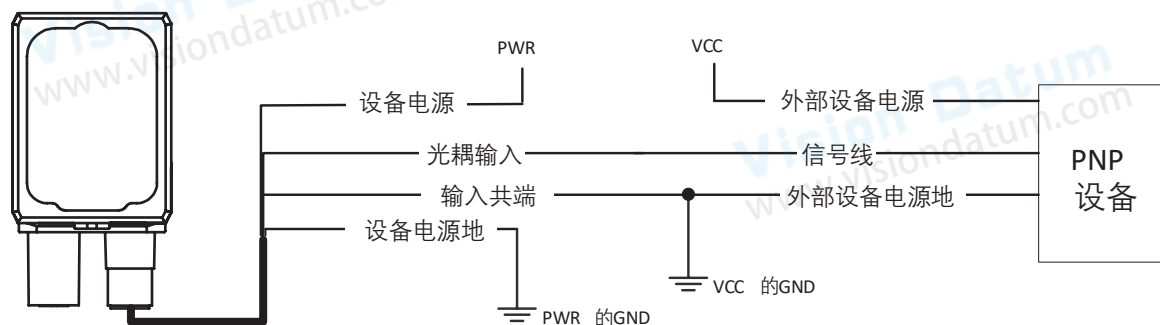 Vision Datum
www.visiondatum.com
PWR
VCC
设备电源
外部设备电源
Vision Datum
www.visiondatum.com
光耦输入
信号线
PNP
设备
输入共端
外部设备电源地
设备电源地
VCC 的GND
PWR 的GND